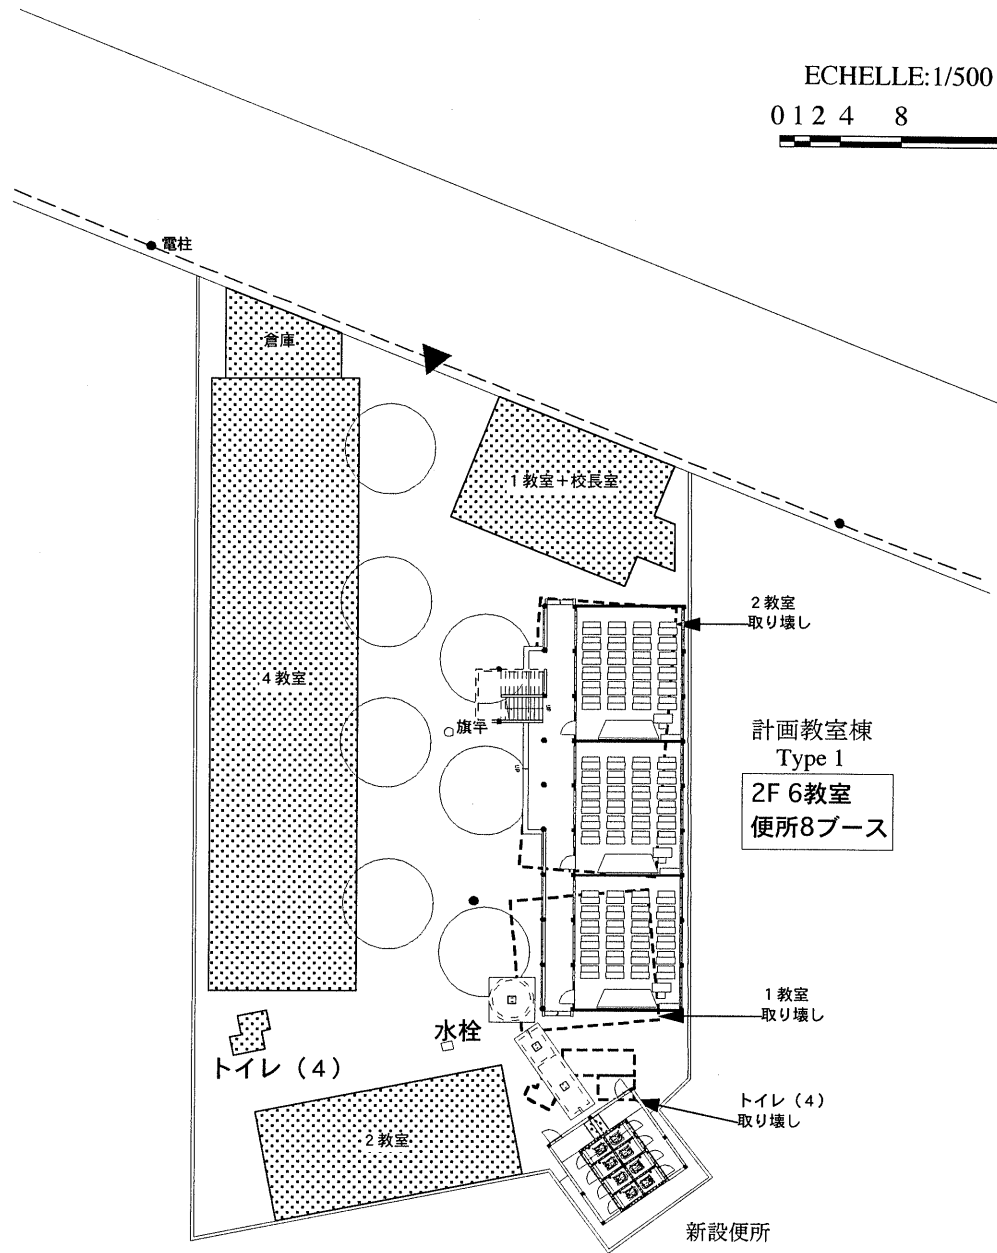 ECHELLE:1/500
0 1 2 4 8
電柱
倉庫
1教室+校長室
2教室
取り壊し
4教室
旗竿
計画教室棟
Type 1
2F 6教室
便所8ブース
1教室
取り壊し
水栓
トイレ（4）
トイレ（4）
取り壊し
2教室
新設便所